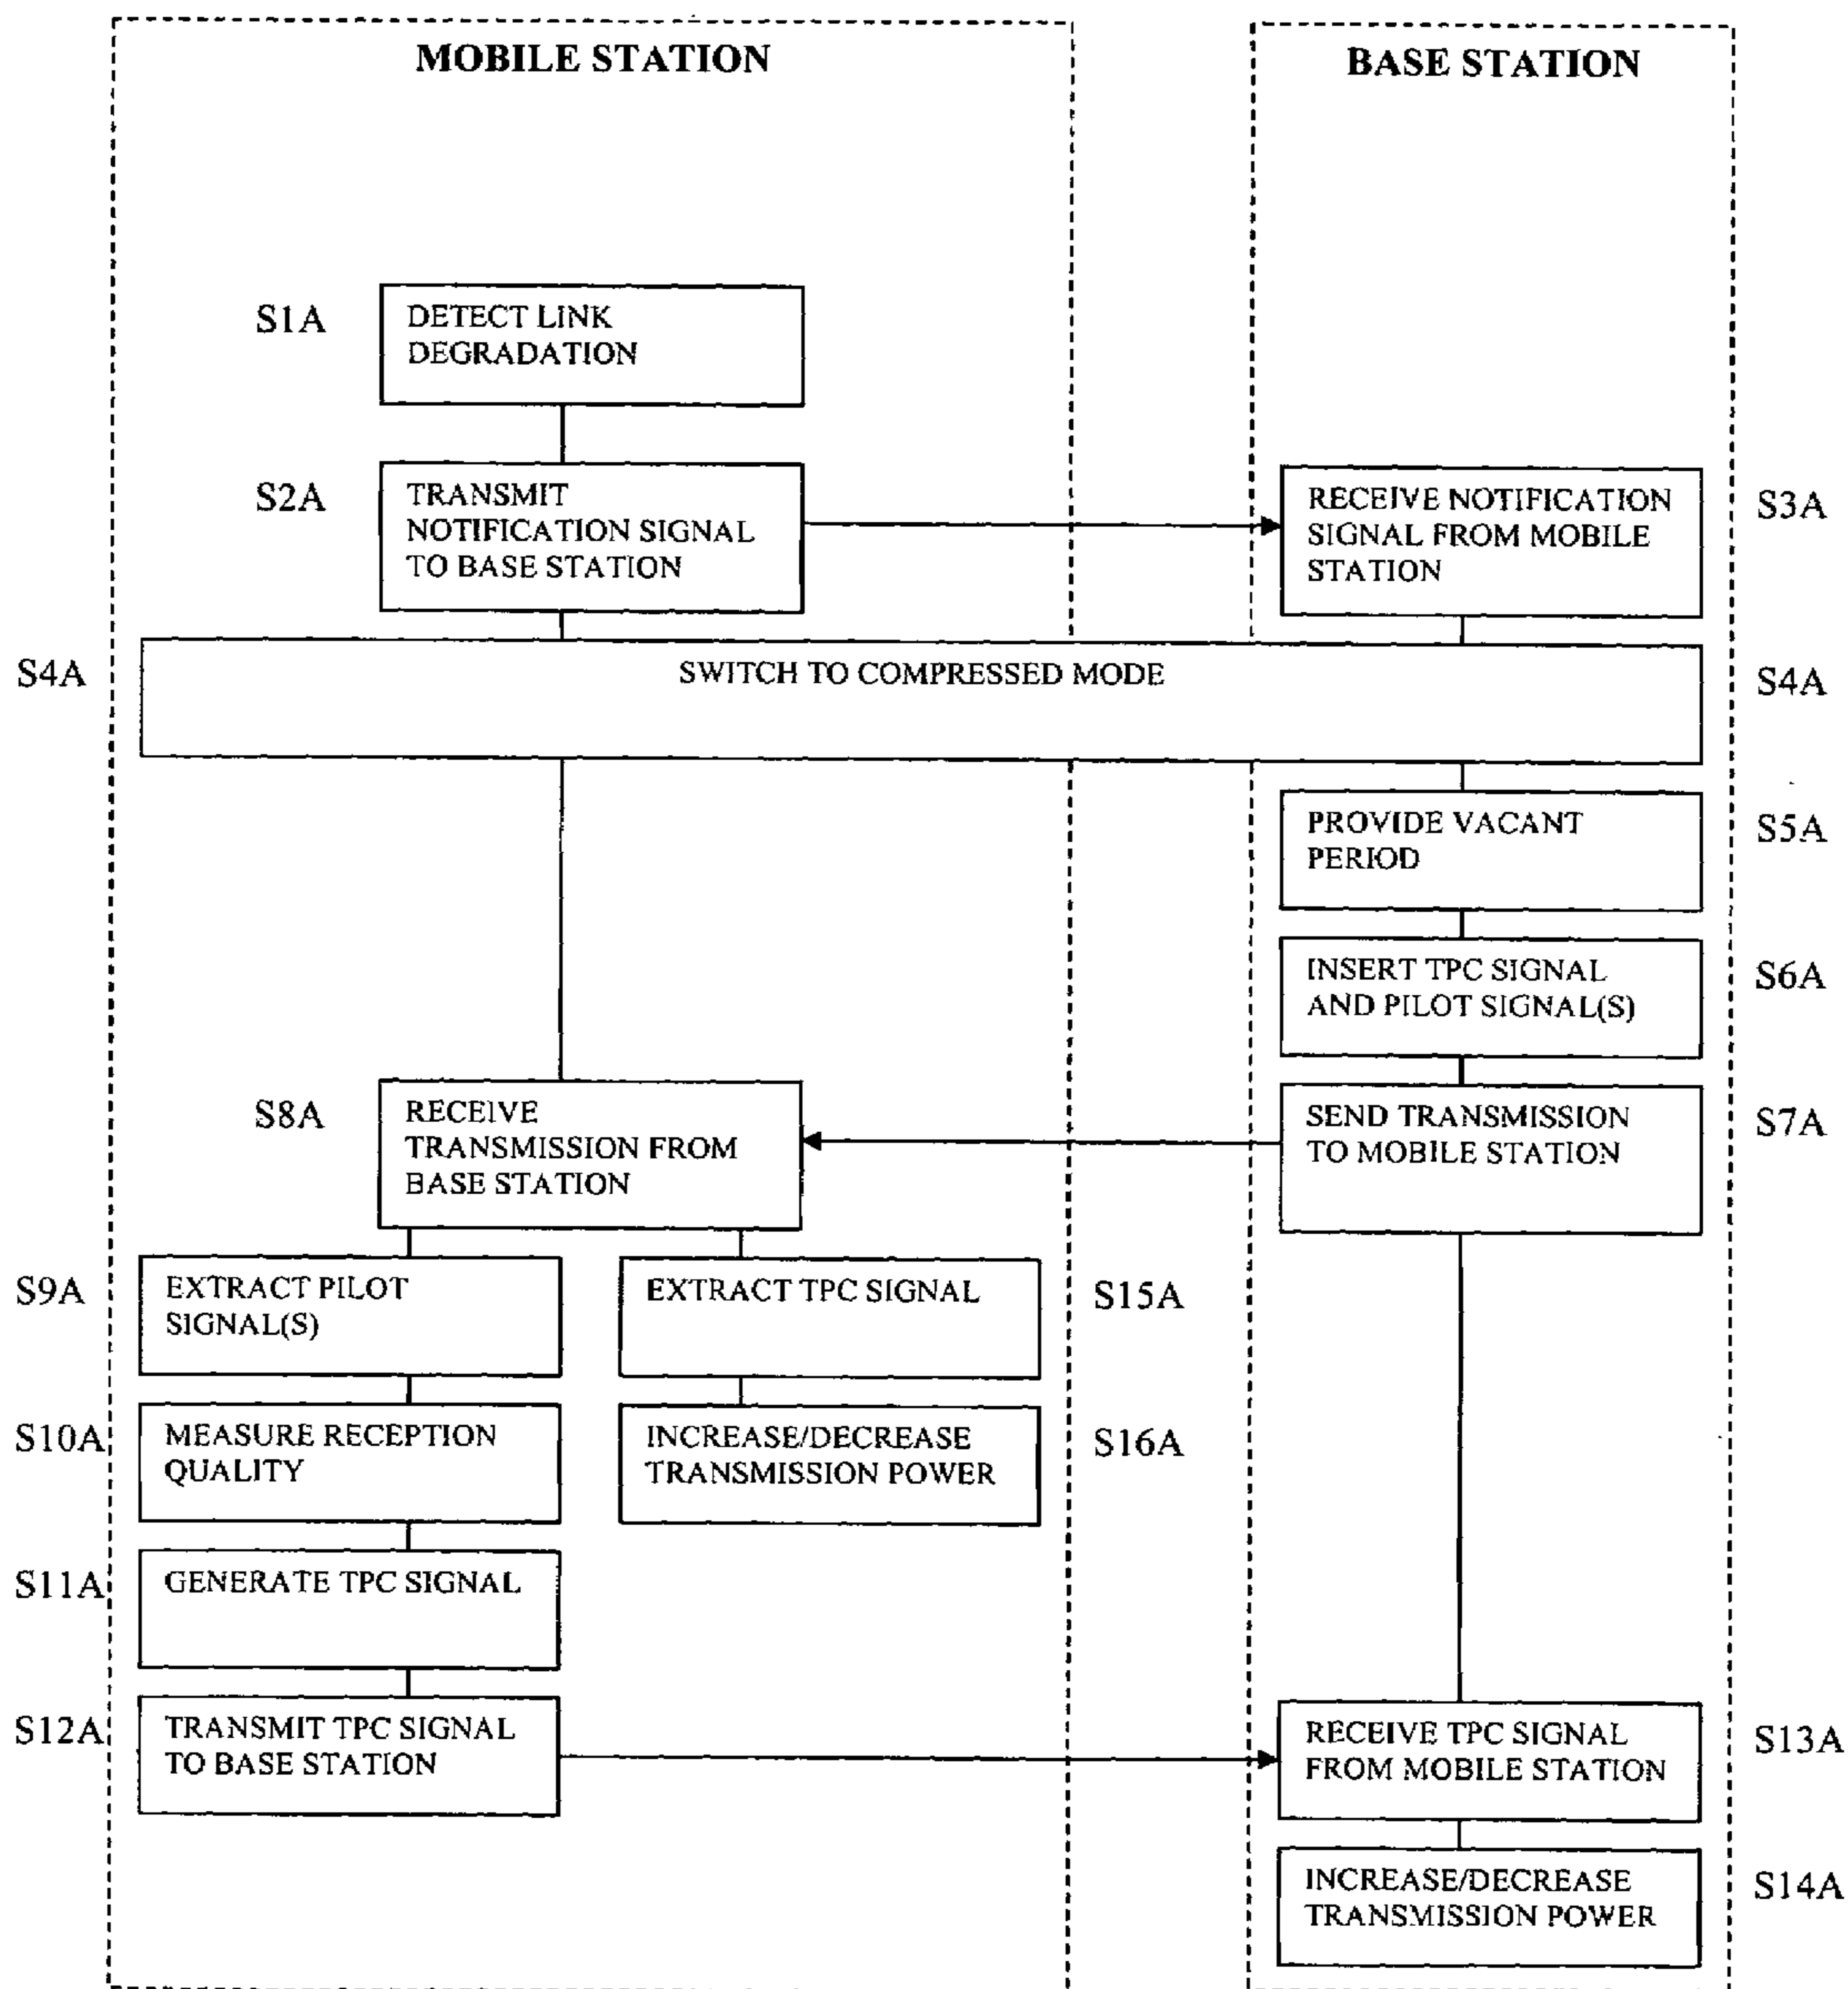 MOBILE STATION
BASE STATION
S1A
DETECT LINK
DEGRADATION
S2A
TRANSMIT
NOTIFICATION SIGNAL
TO BASE STATION
RECEIVE NOTIFICATION
SIGNAL FROM MOBILE
STATION
S3A
S4A
SWITCH TO COMPRESSED MODE
S4A
PROVIDE VACANT
PERIOD
S5A
INSERT TPC SIGNAL
AND PILOT SIGNAL(S)
S6A
S8A
RECEIVE
TRANSMISSION FROM
BASE STATION
SEND TRANSMISSION
TO MOBILE STATION
S7A
S9A
EXTRACT PILOT
SIGNAL(S)
EXTRACT TPC SIGNAL
S15A
S10A
MEASURE RECEPTION
QUALITY
INCREASE/DECREASE
TRANSMISSION POWER
S16A
S11A
GENERATE TPC SIGNAL
S12A
TRANSMIT TPC SIGNAL
TO BASE STATION
RECEIVE TPC SIGNAL
FROM MOBILE STATION
S13A
INCREASE/DECREASE
TRANSMISSION POWER
S14A